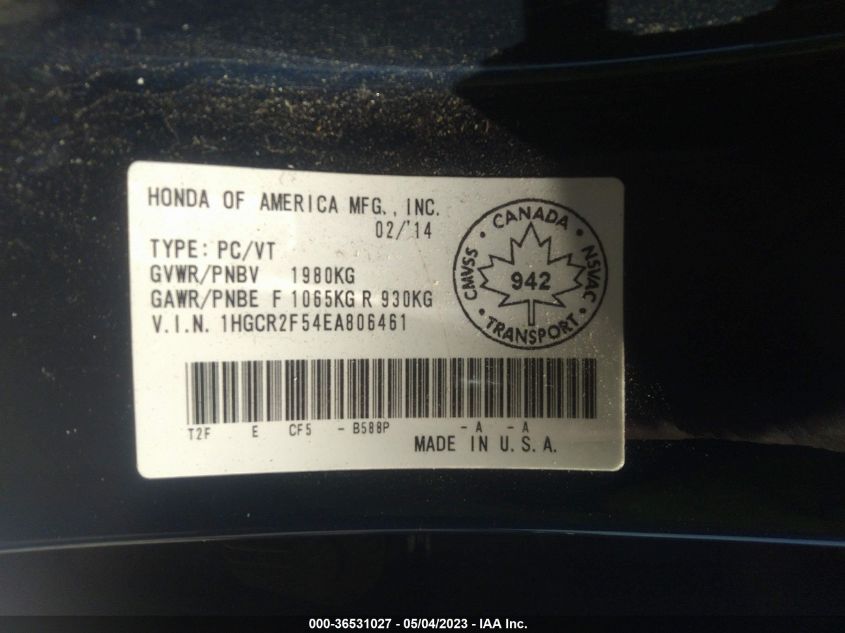 HONDA OF AMERICA MFG., INC.
02/'14
TYPE: PC/VT
GVWR/PNBV 1980KG
GAWR/PNBE F 1065KG R 930KG
V.I.N. 1HGCR2F54EA806461
CANADA
CMVSS
942
NSVAC
TRANSPORT
T2F E CF5 - B588P - A - A
MADE IN U.S.A.
000-36531027 - 05/04/2023 - IAA Inc.